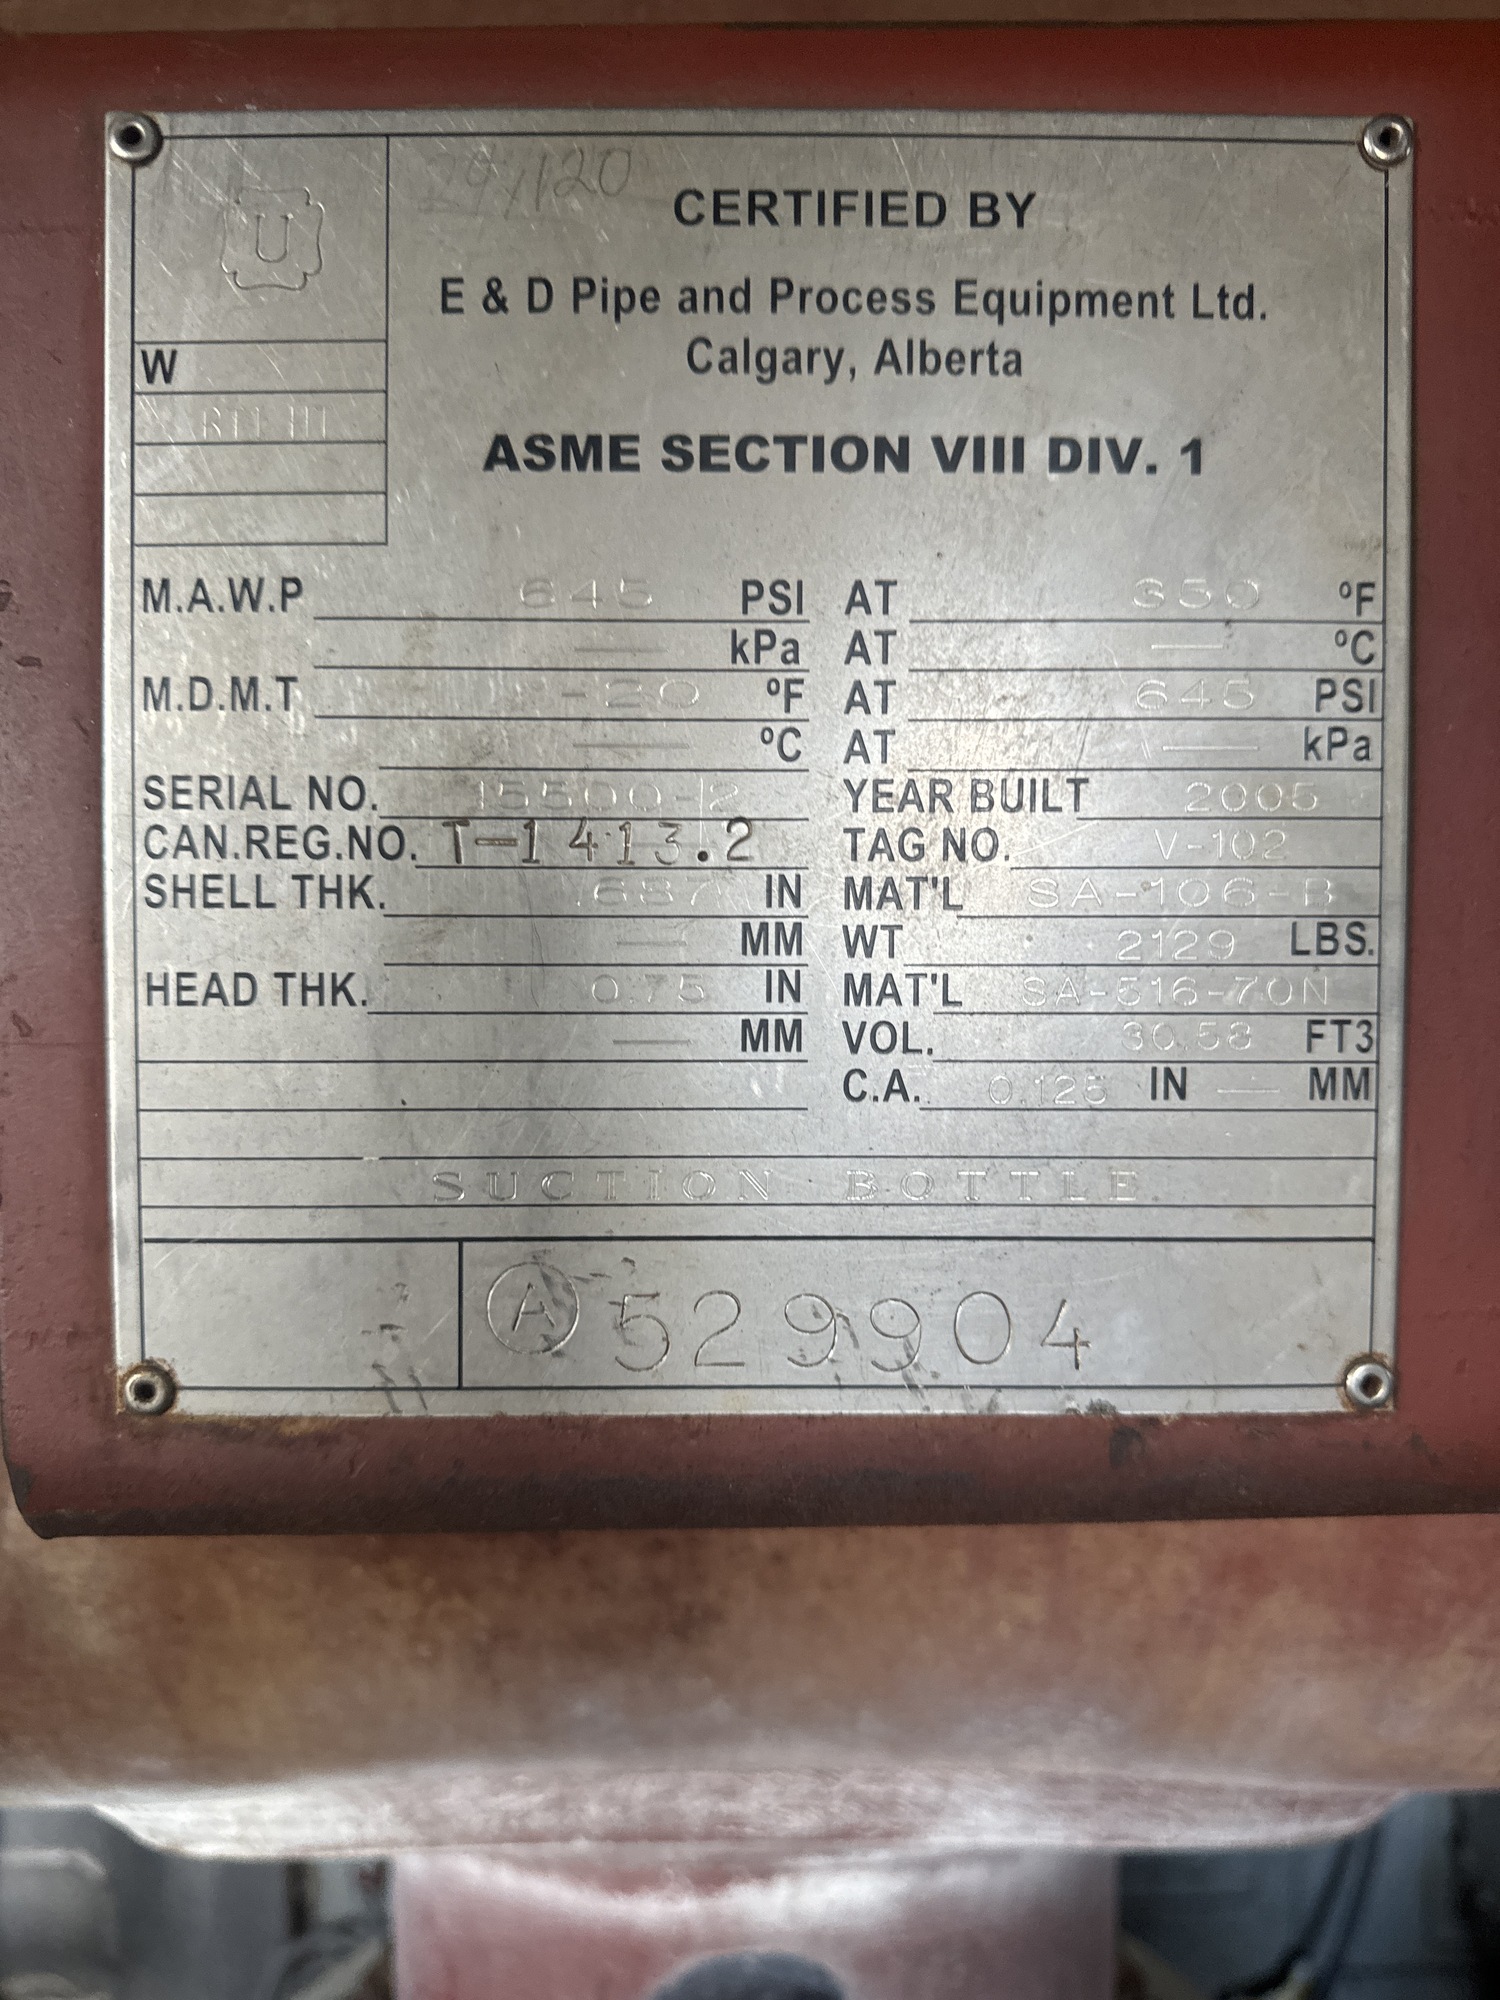 U
24/120
CERTIFIED BY
E & D Pipe and Process Equipment Ltd.
Calgary, Alberta
W
ASME SECTION VIII DIV. 1
M.A.W.P 645 PSI AT 350 °F
— kPa AT — °C
M.D.M.T -20 °F AT 645 PSI
— °C AT — kPa
SERIAL NO. 15500-12 YEAR BUILT 2005
CAN.REG.NO. T-1413.2 TAG NO. V-102
SHELL THK. .687 IN MAT'L SA-106-B
— MM WT 2129 LBS.
HEAD THK. 0.75 IN MAT'L SA-516-70N
— MM VOL. 30.58 FT3
C.A. 0.125 IN — MM
SUCTION BOTTLE
A 529904